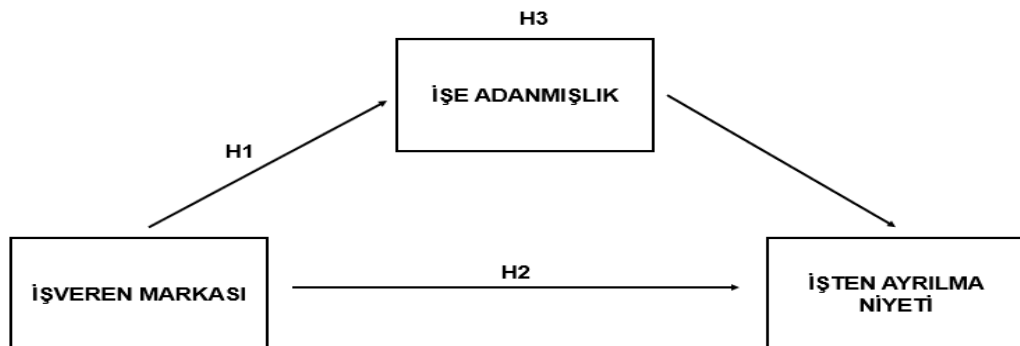 H3
İŞE ADANMIŞLIK
H1
İŞVEREN MARKASI
H2
İŞTEN AYRILMA
NİYETİ